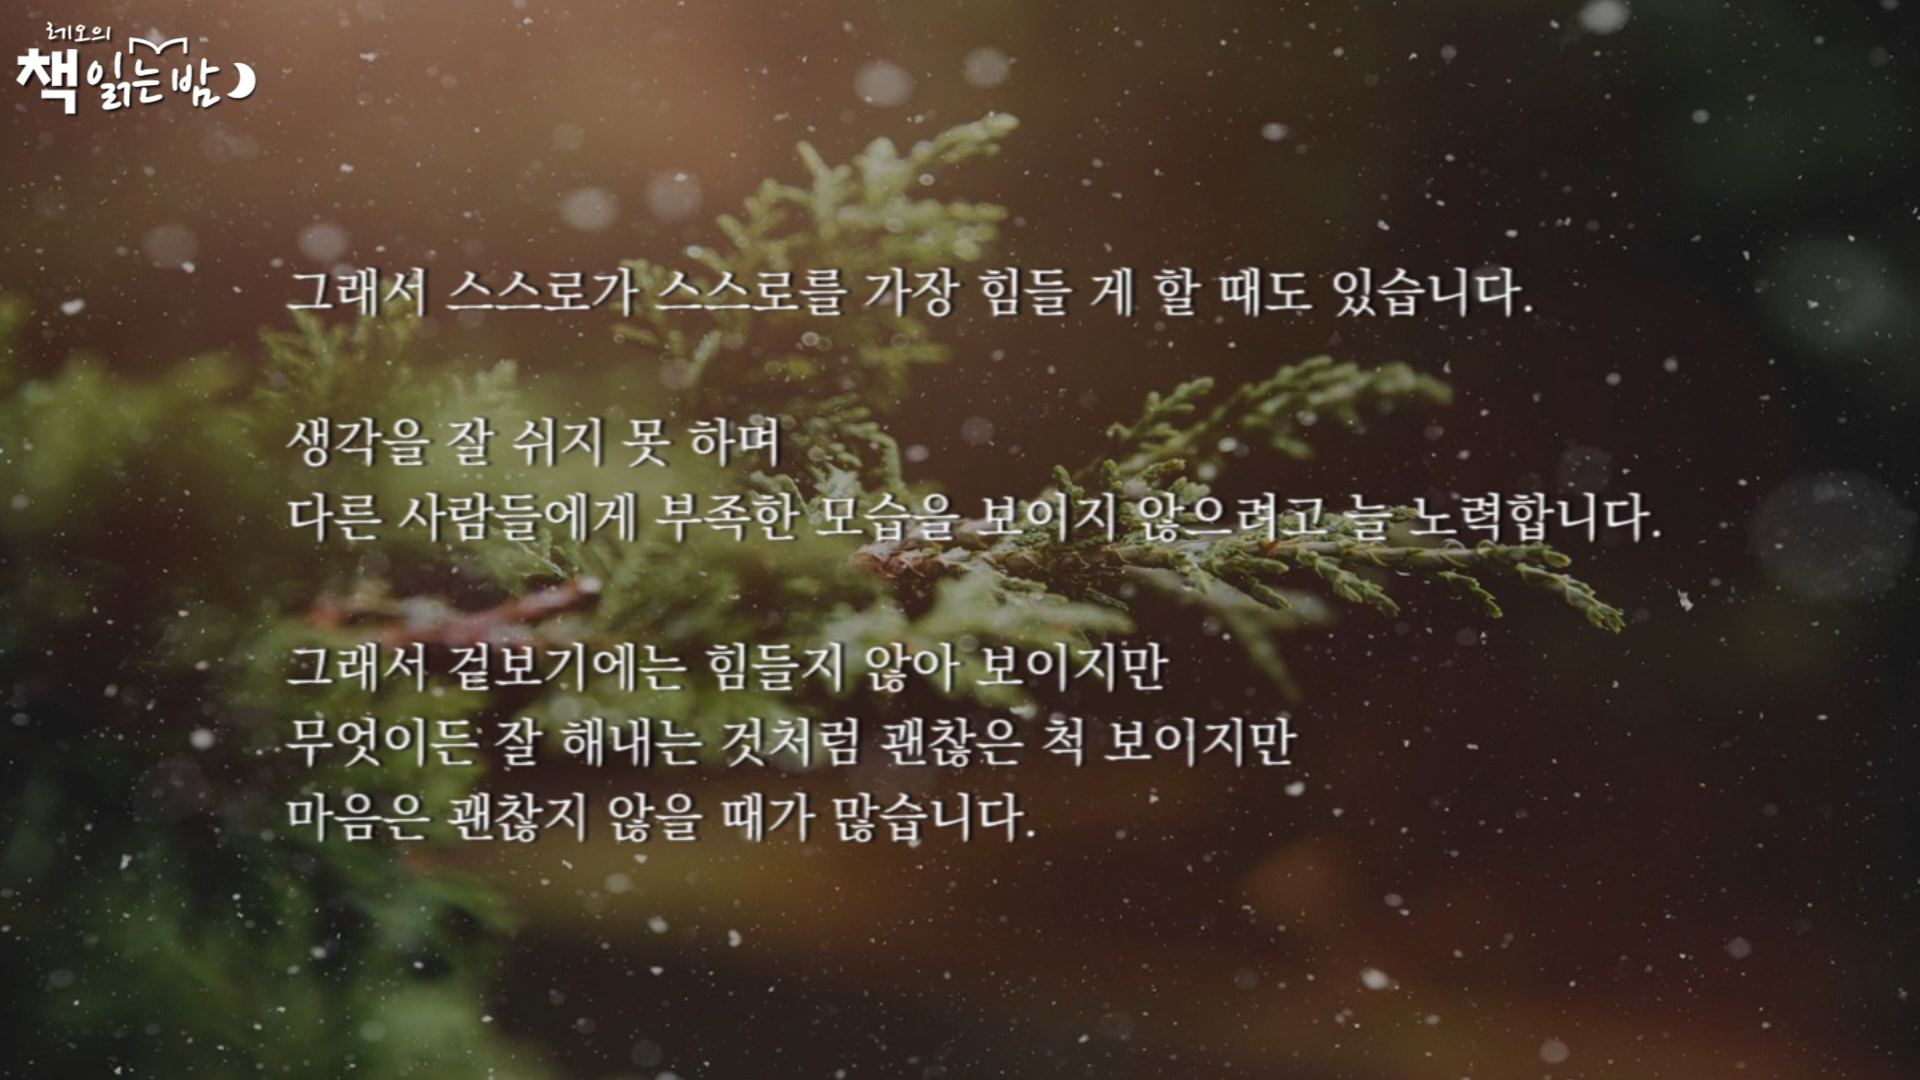 레오의
책 읽는 밤
그래서 스스로가 스스로를 가장 힘들 게 할 때도 있습니다.
생각을 잘 쉬지 못 하며
다른 사람들에게 부족한 모습을 보이지 않으려고 늘 노력합니다.
그래서 겉보기에는 힘들지 않아 보이지만
무엇이든 잘 해내는 것처럼 괜찮은 척 보이지만
마음은 괜찮지 않을 때가 많습니다.